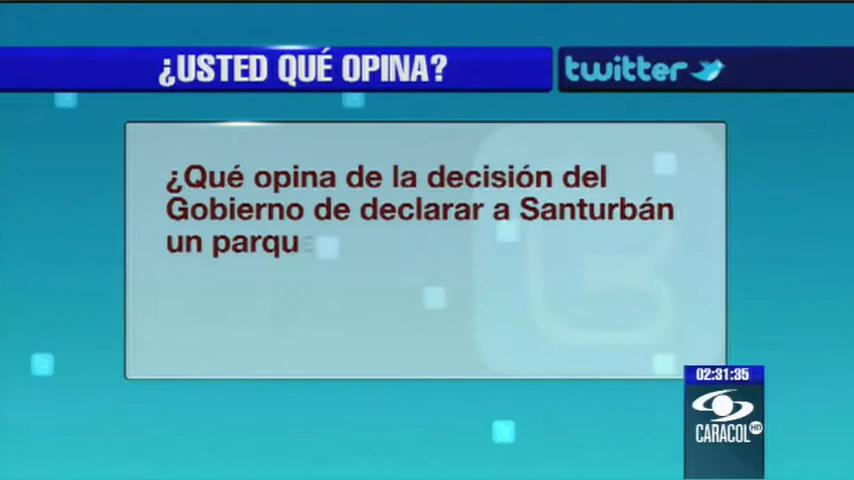 ¿USTED QUÉ OPINA?
twitter
¿Qué opina de la decisión del
Gobierno de declarar a Santurbán
un parqu
02:31:35
CARACOL HD